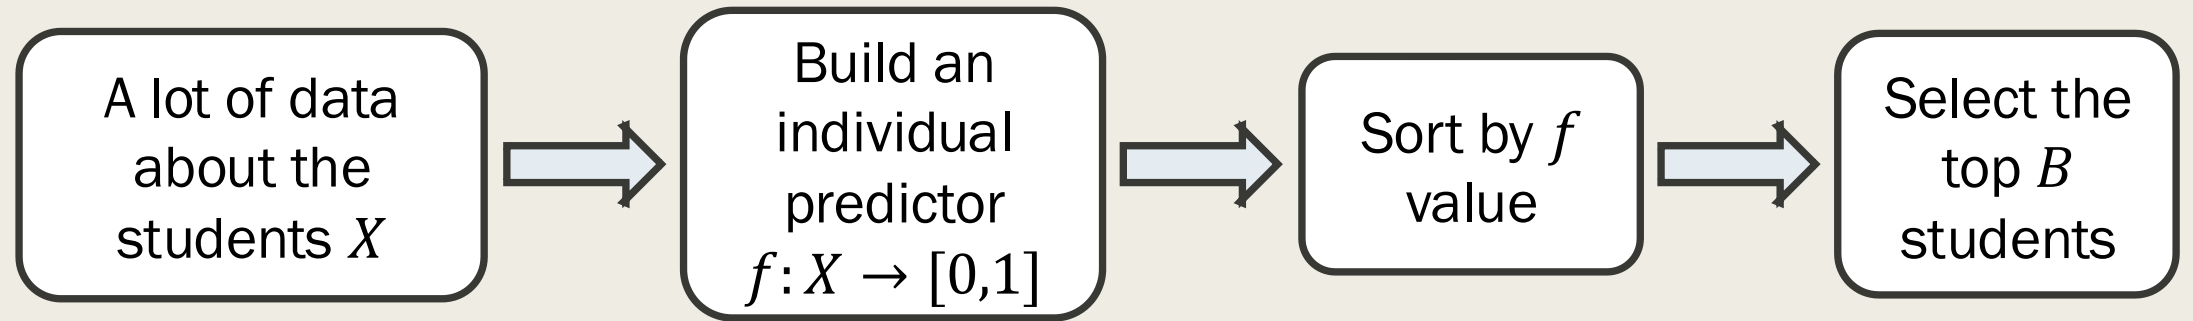 A lot of data
about the
students X
Build an
individual
predictor
f: X → [0,1]
Sort by f
value
Select the
top B
students